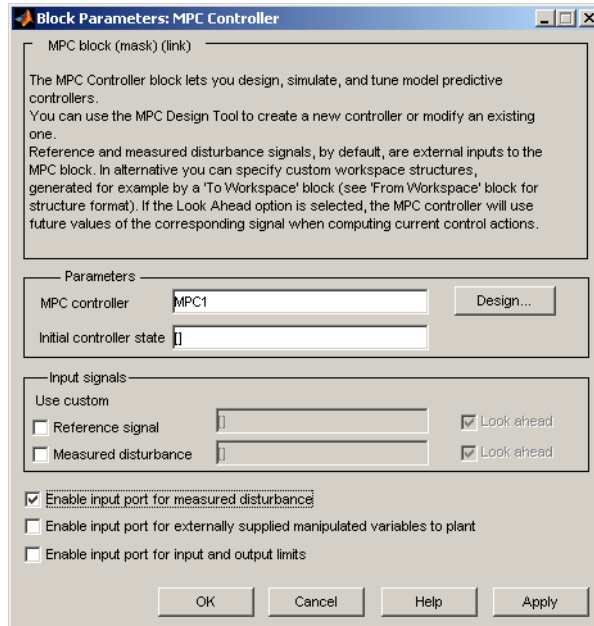 Block Parameters: MPC Controller
MPC block (mask) (link)
The MPC Controller block lets you design, simulate, and tune model predictive
controllers.
You can use the MPC Design Tool to create a new controller or modify an existing
one.
Reference and measured disturbance signals, by default, are external inputs to the
MPC block. In alternative you can specify custom workspace structures,
generated for example by a 'To Workspace' block (see 'From Workspace' block for
structure format). If the Look Ahead option is selected, the MPC controller will use
future values of the corresponding signal when computing current control actions.
Parameters
MPC controller MPC1 Design...
Initial controller state []
Input signals
Use custom
Reference signal [] Look ahead
Measured disturbance [] Look ahead
Enable input port for measured disturbance
Enable input port for externally supplied manipulated variables to plant
Enable input port for input and output limits
OK Cancel Help Apply